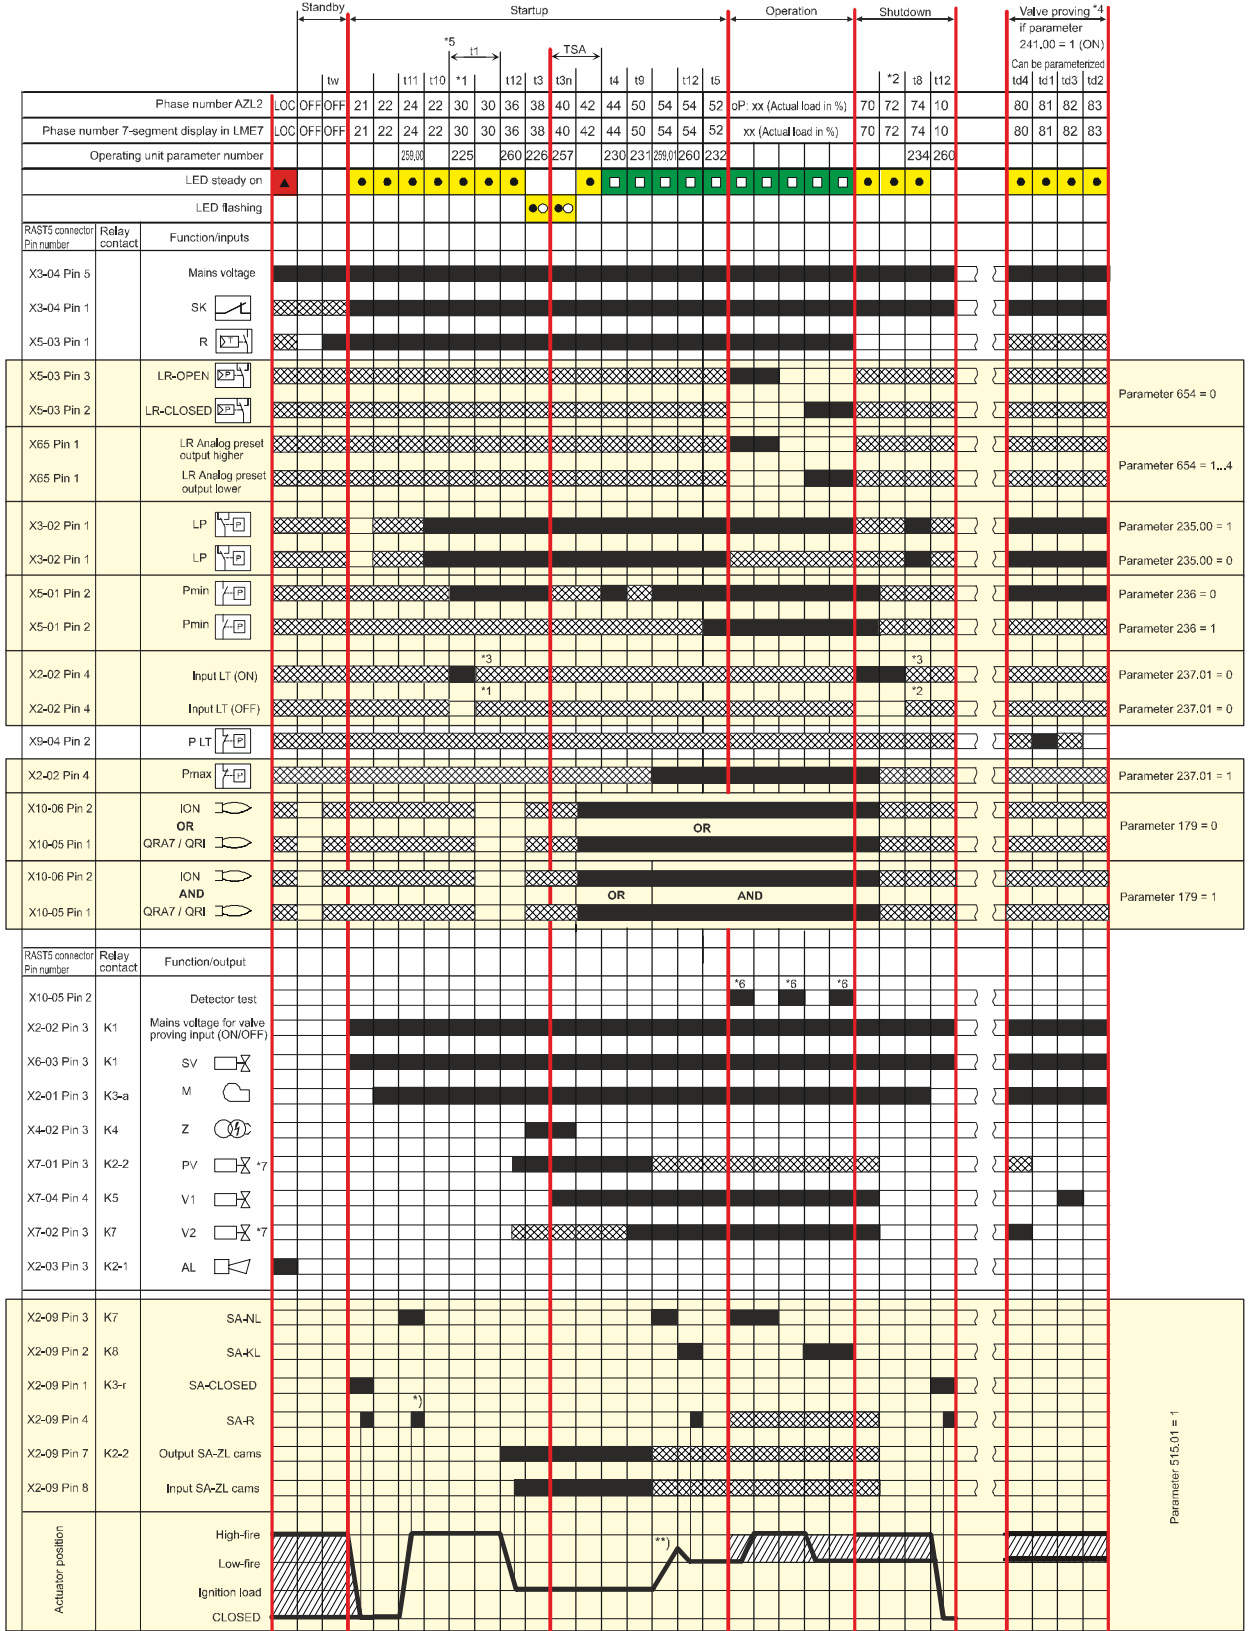 Standby Startup Operation Shutdown Valve proving *4
if parameter
241.00 = 1 (ON)
*5 t1 TSA
Can be parameterized
tw t11 t10 *1 t12 t3 t3n t4 t9 t12 t5 *2 t8 t12 td4 td1 td3 td2
Phase number AZL2 LOC OFF OFF 21 22 24 22 30 30 36 38 40 42 44 50 54 54 52 oP: xx (Actual load in %) 70 72 74 10 80 81 82 83
Phase number 7-segment display in LME7 LOC OFF OFF 21 22 24 22 30 30 36 38 40 42 44 50 54 54 52 xx (Actual load in %) 70 72 74 10 80 81 82 83
Operating unit parameter number 259,00 225 260 226 257 230 231 259,01 260 232 234 260
LED steady on
LED flashing
RAST5 connector Relay Function/inputs
Pin number contact
X3-04 Pin 5 Mains voltage
X3-04 Pin 1 SK
X5-03 Pin 1 R T
X5-03 Pin 3 LR-OPEN P
Parameter 654 = 0
X5-03 Pin 2 LR-CLOSED P
X65 Pin 1 LR Analog preset
output higher
Parameter 654 = 1...4
X65 Pin 1 LR Analog preset
output lower
X3-02 Pin 1 LP P Parameter 235.00 = 1
X3-02 Pin 1 LP P Parameter 235.00 = 0
X5-01 Pin 2 Pmin P Parameter 236 = 0
X5-01 Pin 2 Pmin P Parameter 236 = 1
*3 *3
X2-02 Pin 4 Input LT (ON) Parameter 237.01 = 0
*1 *2
X2-02 Pin 4 Input LT (OFF) Parameter 237.01 = 0
X9-04 Pin 2 P LT P
X2-02 Pin 4 Pmax P Parameter 237.01 = 1
X10-06 Pin 2 ION
OR OR Parameter 179 = 0
X10-05 Pin 1 QRA7 / QRI
X10-06 Pin 2 ION
AND OR AND Parameter 179 = 1
X10-05 Pin 1 QRA7 / QRI
RAST5 connector Relay Function/output
Pin number contact
*6 *6 *6
X10-05 Pin 2 Detector test
X2-02 Pin 3 K1 Mains voltage for valve
proving input (ON/OFF)
X6-03 Pin 3 K1 SV
X2-01 Pin 3 K3-a M
X4-02 Pin 3 K4 Z
X7-01 Pin 3 K2-2 PV *7
X7-04 Pin 4 K5 V1
X7-02 Pin 3 K7 V2 *7
X2-03 Pin 3 K2-1 AL
X2-09 Pin 3 K7 SA-NL
X2-09 Pin 2 K8 SA-KL
X2-09 Pin 1 K3-r SA-CLOSED
*)
X2-09 Pin 4 SA-R
X2-09 Pin 7 K2-2 Output SA-ZL cams
X2-09 Pin 8 Input SA-ZL cams
Parameter 515.01 = 1
Actuator position
High-fire
**)
Low-fire
Ignition load
CLOSED